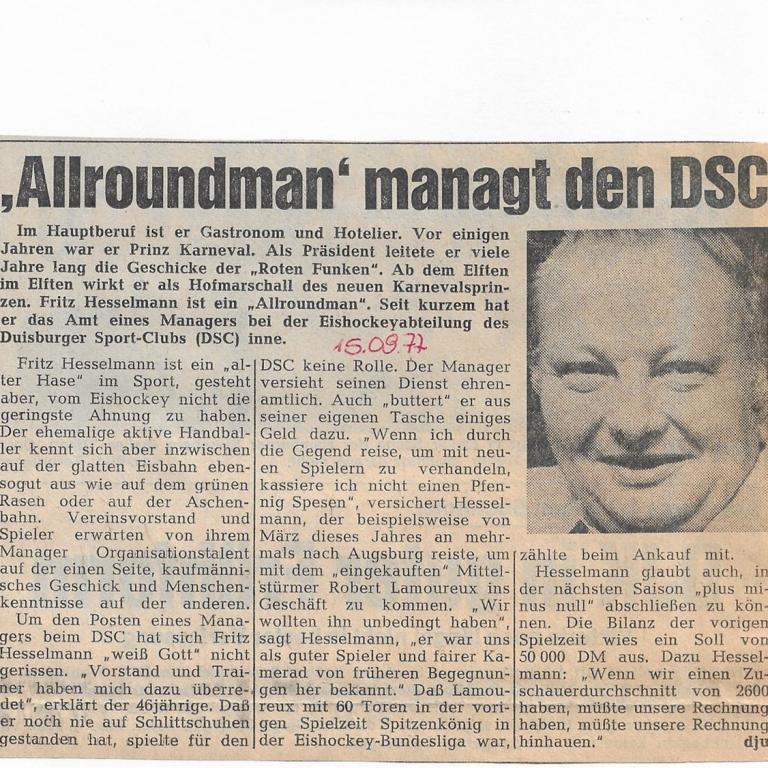 ‚Allroundman‘ managt den DSC
Im Hauptberuf ist er Gastronom und Hotelier. Vor einigen
Jahren war er Prinz Karneval. Als Präsident leitete er viele
Jahre lang die Geschicke der „Roten Funken“. Ab dem Elften
im Elften wirkt er als Hofmarschall des neuen Karnevalsprin-
zen. Fritz Hesselmann ist ein „Allroundman“. Seit kurzem hat
er das Amt eines Managers bei der Eishockeyabteilung des
Duisburger Sport-Clubs (DSC) inne.
15.09.77
Fritz Hesselmann ist ein „al-
ter Hase“ im Sport, gesteht
aber, vom Eishockey nicht die
geringste Ahnung zu haben.
Der ehemalige aktive Handbal-
ler kennt sich aber inzwischen
auf der glatten Eisbahn eben-
sogut aus wie auf dem grünen
Rasen oder auf der Aschen-
bahn. Vereinsvorstand und
Spieler erwarten von ihrem
Manager Organisationstalent
auf der einen Seite, kaufmänni-
sches Geschick und Menschen-
kenntnisse auf der anderen.
Um den Posten eines Mana-
gers beim DSC hat sich Fritz
Hesselmann „weiß Gott“ nicht
gerissen. „Vorstand und Trai-
ner haben mich dazu überre-
det“, erklärt der 46jährige. Daß
er noch nie auf Schlittschuhen
gestanden hat, spielte für den
DSC keine Rolle. Der Manager
versieht seinen Dienst ehren-
amtlich. Auch „buttert“ er aus
seiner eigenen Tasche einiges
Geld dazu. „Wenn ich durch
die Gegend reise, um mit neu-
en Spielern zu verhandeln,
kassiere ich nicht einen Pfen-
nig Spesen“, versichert Hessel-
mann, der beispielsweise von
März dieses Jahres an mehr-
mals nach Augsburg reiste, um
mit dem „eingekauften“ Mittel-
stürmer Robert Lamoureux ins
Geschäft zu kommen. „Wir
wollten ihn unbedingt haben“,
sagt Hesselmann, „er war uns
als guter Spieler und fairer Ka-
merad von früheren Begegnun-
gen her bekannt.“ Daß Lamou-
reux mit 60 Toren in der vori-
gen Spielzeit Spitzenkönig in
der Eishockey-Bundesliga war,
zählte beim Ankauf mit.
Hesselmann glaubt auch, in
der nächsten Saison „plus mi-
nus null“ abschließen zu kön-
nen. Die Bilanz der vorigen
Spielzeit wies ein Soll von
50 000 DM aus. Dazu Hessel-
mann: „Wenn wir einen Zu-
schauerdurchschnitt von 2600
haben, müßte unsere Rechnung
haben, müßte unsere Rechnung
hinhauen.“ dju